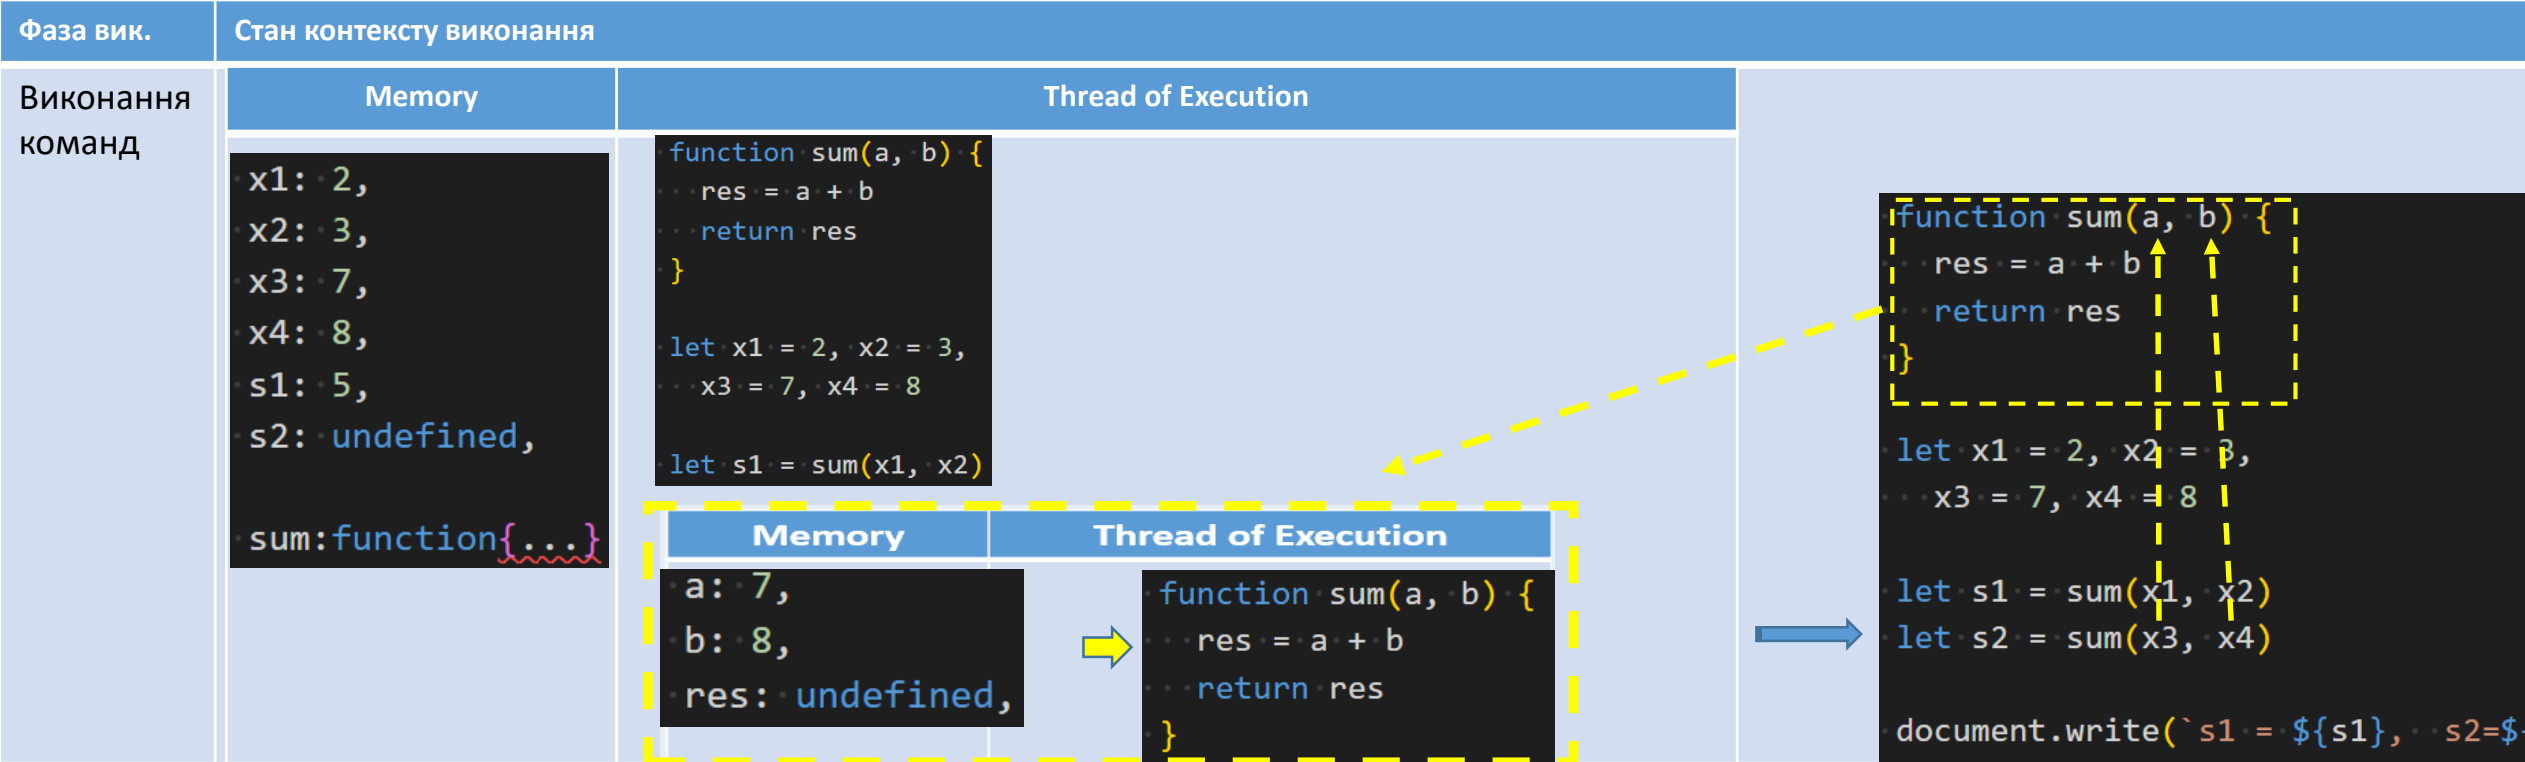 Фаза вик.
Стан контексту виконання
Виконання
команд
Memory
Thread of Execution
x1: 2,
x2: 3,
x3: 7,
x4: 8,
s1: 5,
s2: undefined,
sum:function{...}
function sum(a, b) {
res = a + b
return res
}
let x1 = 2, x2 = 3,
x3 = 7, x4 = 8
let s1 = sum(x1, x2)
Memory
Thread of Execution
a: 7,
b: 8,
res: undefined,
function sum(a, b) {
res = a + b
return res
}
function sum(a, b) {
res = a + b
return res
}
let x1 = 2, x2 = 3,
x3 = 7, x4 = 8
let s1 = sum(x1, x2)
let s2 = sum(x3, x4)
document.write(`s1 = ${s1}, s2=$